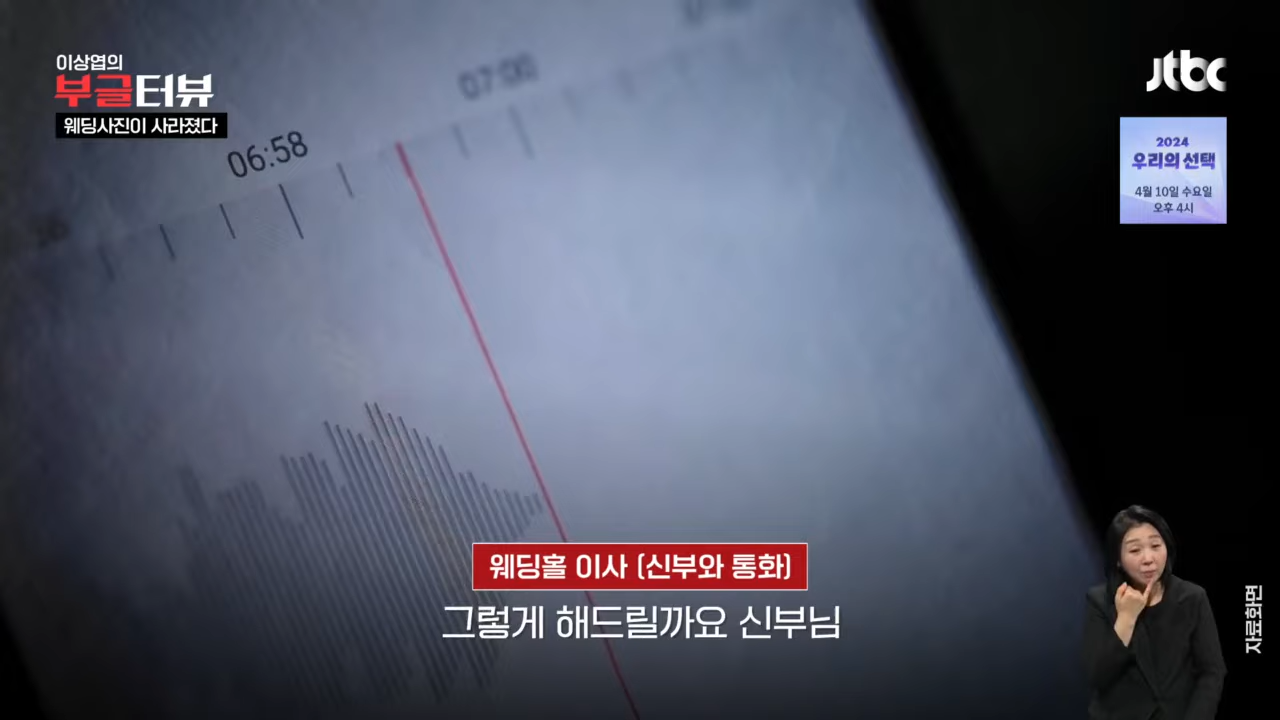 이상엽의
부글터뷰
웨딩사진이 사라졌다
jtbc
2024
우리의 선택
4월 10일 수요일
오후 4시
06:58
07:00
웨딩홀 이사 (신부와 통화)
그렇게 해드릴까요 신부님
자료화면